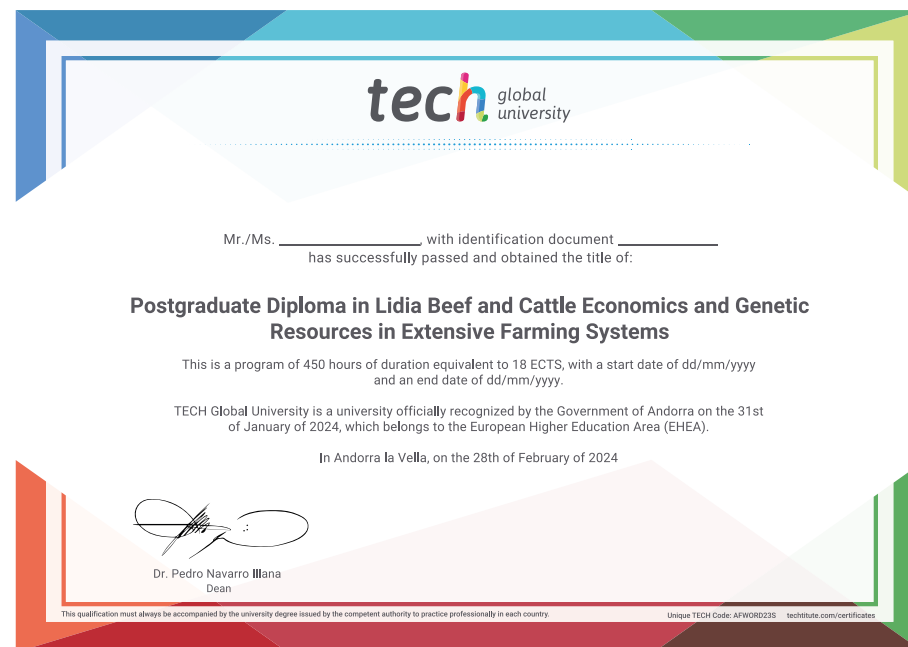 tech global
university
Mr./Ms. ____________, with identification document ____________
has successfully passed and obtained the title of:
Postgraduate Diploma in Lidia Beef and Cattle Economics and Genetic
Resources in Extensive Farming Systems
This is a program of 450 hours of duration equivalent to 18 ECTS, with a start date of dd/mm/yyyy
and an end date of dd/mm/yyyy.
TECH Global University is a university officially recognized by the Government of Andorra on the 31st
of January of 2024, which belongs to the European Higher Education Area (EHEA).
In Andorra la Vella, on the 28th of February of 2024
Dr. Pedro Navarro Illana
Dean
This qualification must always be accompanied by the university degree issued by the competent authority to practice professionally in each country.
Unique TECH Code: AFWORD23S techtitute.com/certificates